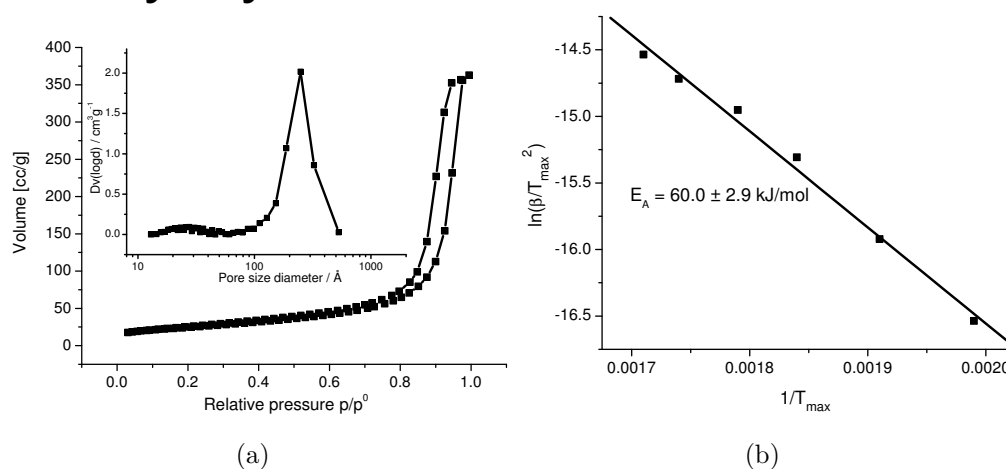 400
350
300
250
200
150
100
50
0
Volume [cc/g]
0.0 0.2 0.4 0.6 0.8 1.0
Relative pressure p/p⁰
2.0
1.5
1.0
0.5
0.0
Dv(logd) / cm³g⁻¹
10 100 1000
Pore size diameter / Å
(a)
-14.5
-15.0
-15.5
-16.0
-16.5
ln(β/T_max²)
E_A = 60.0 ± 2.9 kJ/mol
0.0017 0.0018 0.0019 0.0020
1/T_max
(b)